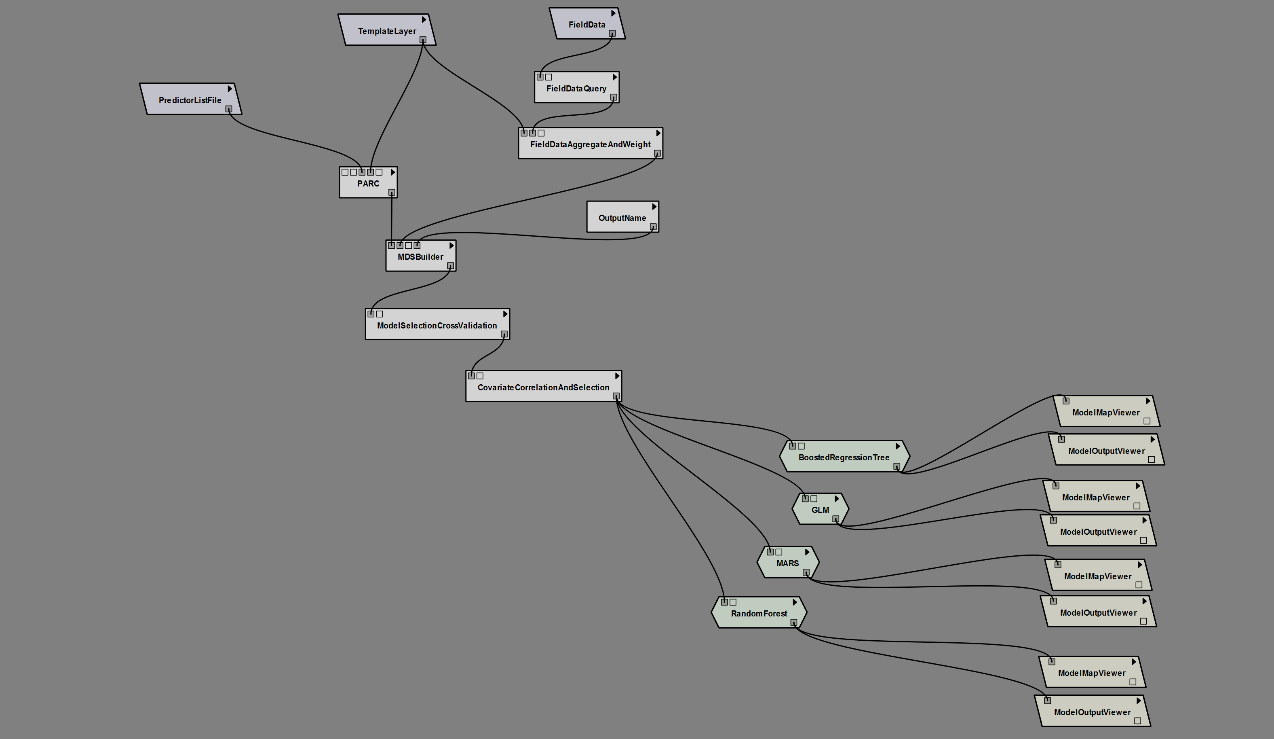 TemplateLayer
FieldData
PredictorListFile
FieldDataQuery
FieldDataAggregateAndWeight
PARC
OutputName
MDSBuilder
ModelSelectionCrossValidation
CovariateCorrelationAndSelection
ModelMapViewer
BoostedRegressionTree
ModelOutputViewer
ModelMapViewer
GLM
ModelOutputViewer
MARS
ModelMapViewer
RandomForest
ModelOutputViewer
ModelMapViewer
ModelOutputViewer